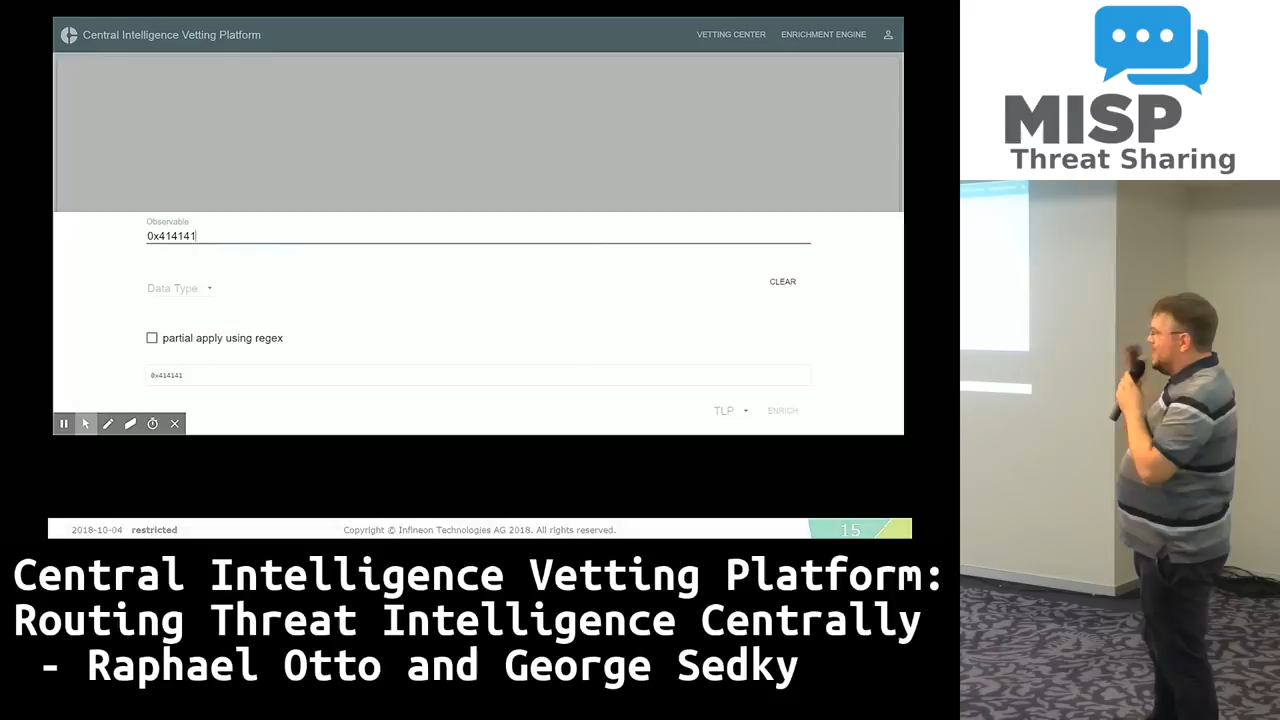 Central Intelligence Vetting Platform
VETTING CENTER
ENRICHMENT ENGINE
Observable
0x414141
Data Type
CLEAR
partial apply using regex
0x414141
TLP
ENRICH
2018-10-04 restricted
Copyright © Infineon Technologies AG 2018. All rights reserved.
15
MISP
Threat Sharing
Central Intelligence Vetting Platform:
Routing Threat Intelligence Centrally
- Raphael Otto and George Sedky